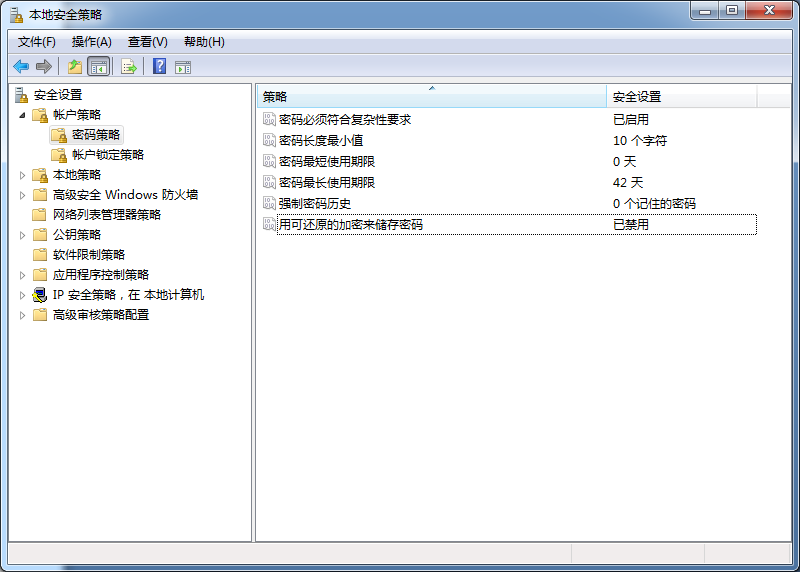 本地安全策略
文件(F) 操作(A) 查看(V) 帮助(H)
安全设置
帐户策略
密码策略
帐户锁定策略
本地策略
高级安全 Windows 防火墙
网络列表管理器策略
公钥策略
软件限制策略
应用程序控制策略
IP 安全策略，在 本地计算机
高级审核策略配置
策略 安全设置
密码必须符合复杂性要求 已启用
密码长度最小值 10 个字符
密码最短使用期限 0 天
密码最长使用期限 42 天
强制密码历史 0 个记住的密码
用可还原的加密来储存密码 已禁用